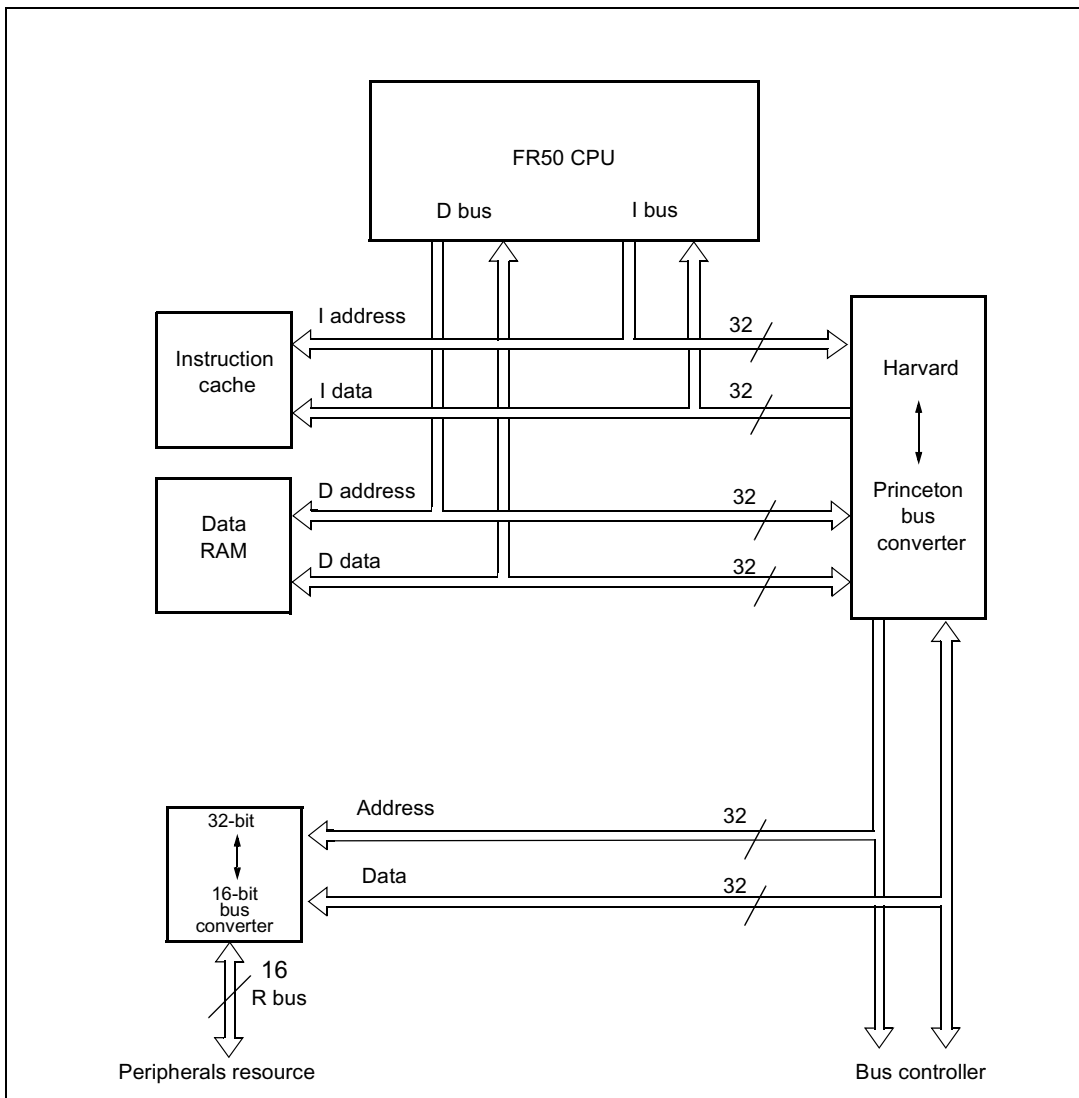 FR50 CPU
D bus
I bus
I address
32
Instruction
cache
I data
32
Harvard
Princeton
bus
converter
D address
32
Data
RAM
D data
32
Address
32
32-bit
16-bit
bus
converter
Data
32
16
R bus
Peripherals resource
Bus controller